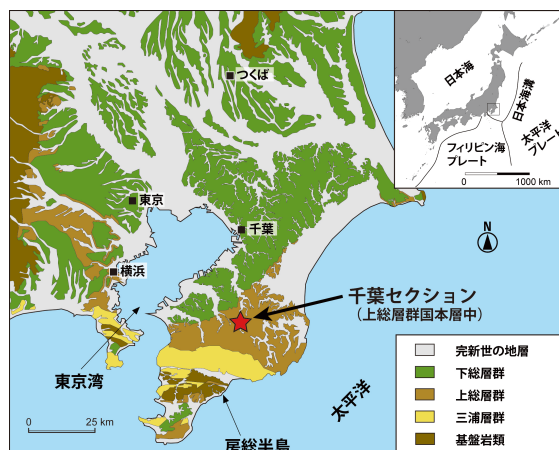 つくば
東京
千葉
横浜
東京湾
房総半島
太平洋
千葉セクション
(上総層群国本層中)
N
0 25 km
日本海
日本海溝
太平洋
プレート
フィリピン海
プレート
0 1000 km
完新世の地層
下総層群
上総層群
三浦層群
基盤岩類